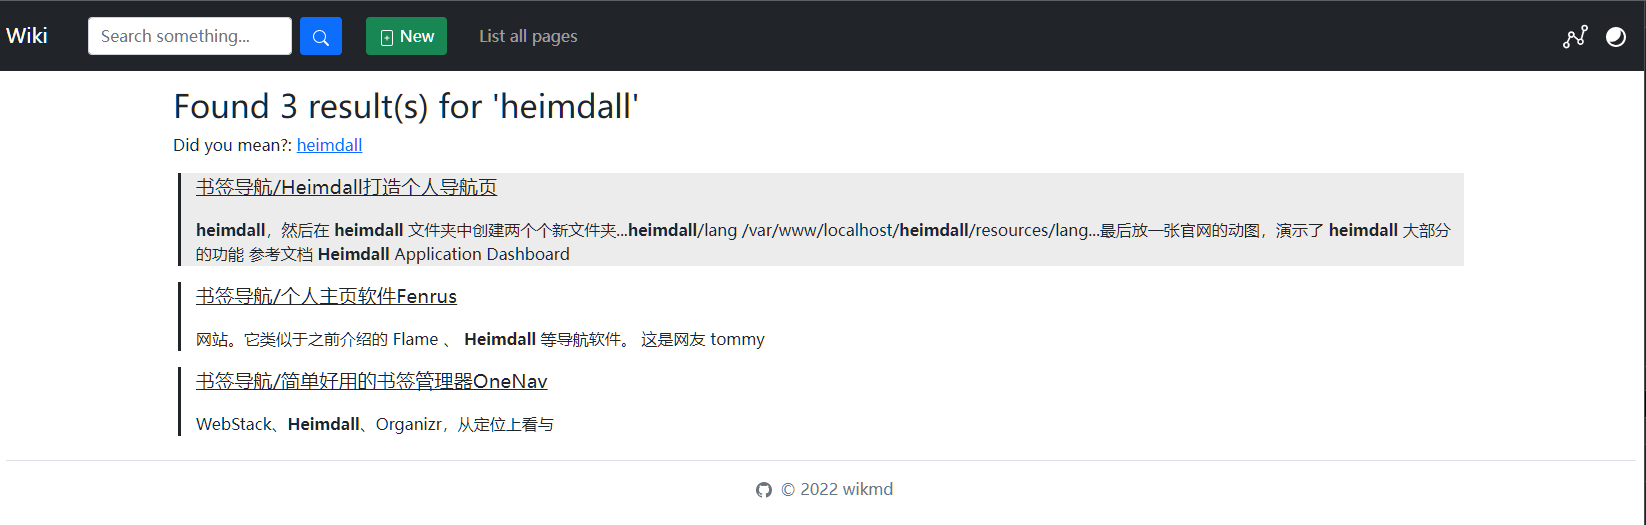 Wiki Search something... New List all pages
Found 3 result(s) for 'heimdall'
Did you mean?: heimdall
书签导航/Heimdall打造个人导航页
heimdall，然后在 heimdall 文件夹中创建两个个新文件夹...heimdall/lang /var/www/localhost/heimdall/resources/lang...最后放一张官网的动图，演示了 heimdall 大部分
的功能 参考文档 Heimdall Application Dashboard
书签导航/个人主页软件Fenrus
网站。它类似于之前介绍的 Flame 、 Heimdall 等导航软件。 这是网友 tommy
书签导航/简单好用的书签管理器OneNav
WebStack、Heimdall、Organizr，从定位上看与
© 2022 wikmd